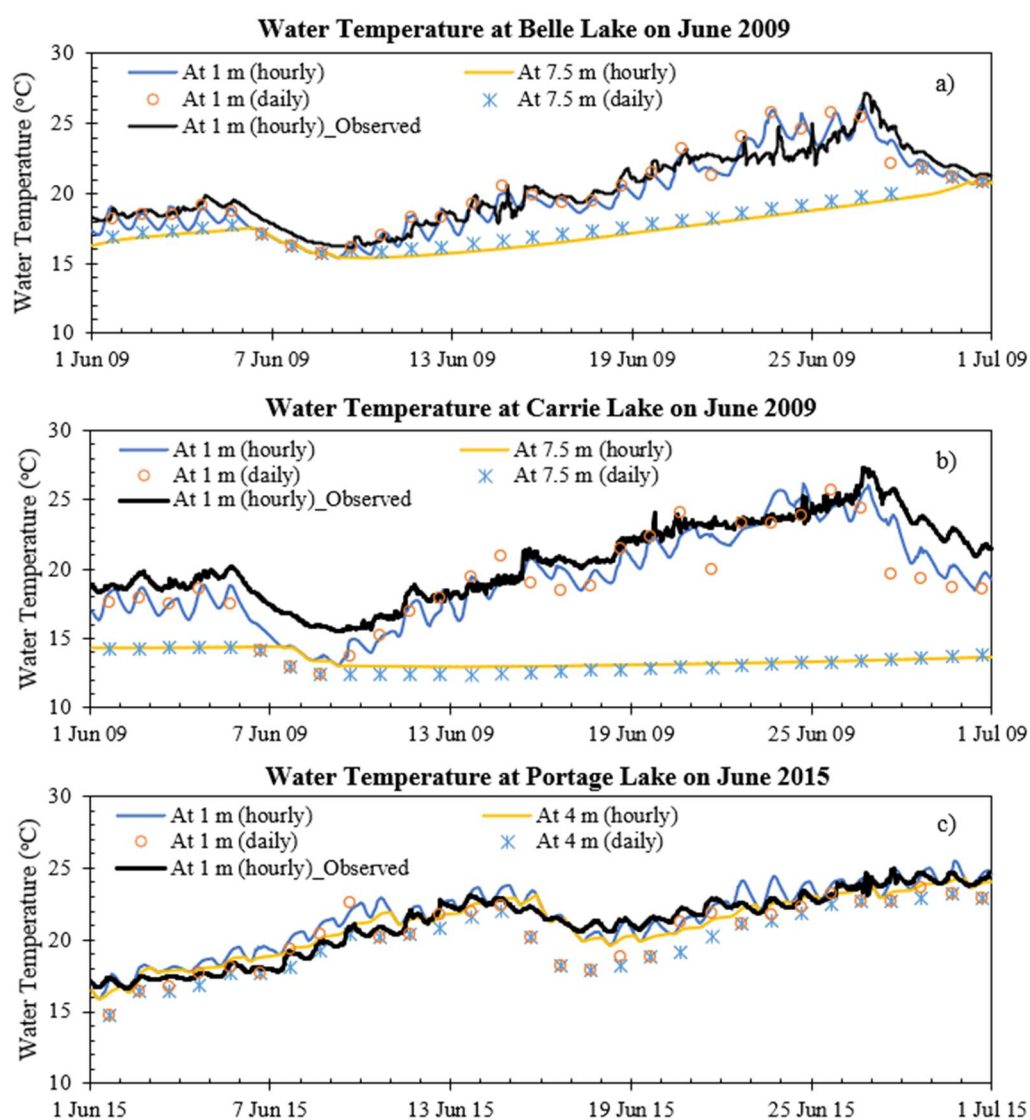 Water Temperature at Belle Lake on June 2009
Water Temperature (°C)
30
25
20
15
10
At 1 m (hourly)
At 7.5 m (hourly)
At 1 m (daily)
At 7.5 m (daily)
At 1 m (hourly)_Observed
a)
1 Jun 09
7 Jun 09
13 Jun 09
19 Jun 09
25 Jun 09
1 Jul 09
Water Temperature at Carrie Lake on June 2009
Water Temperature (°C)
30
25
20
15
10
At 1 m (hourly)
At 7.5 m (hourly)
At 1 m (daily)
At 7.5 m (daily)
At 1 m (hourly)_Observed
b)
1 Jun 09
7 Jun 09
13 Jun 09
19 Jun 09
25 Jun 09
1 Jul 09
Water Temperature at Portage Lake on June 2015
Water Temperature (°C)
30
25
20
15
10
At 1 m (hourly)
At 4 m (hourly)
At 1 m (daily)
At 4 m (daily)
At 1 m (hourly)_Observed
c)
1 Jun 15
7 Jun 15
13 Jun 15
19 Jun 15
25 Jun 15
1 Jul 15